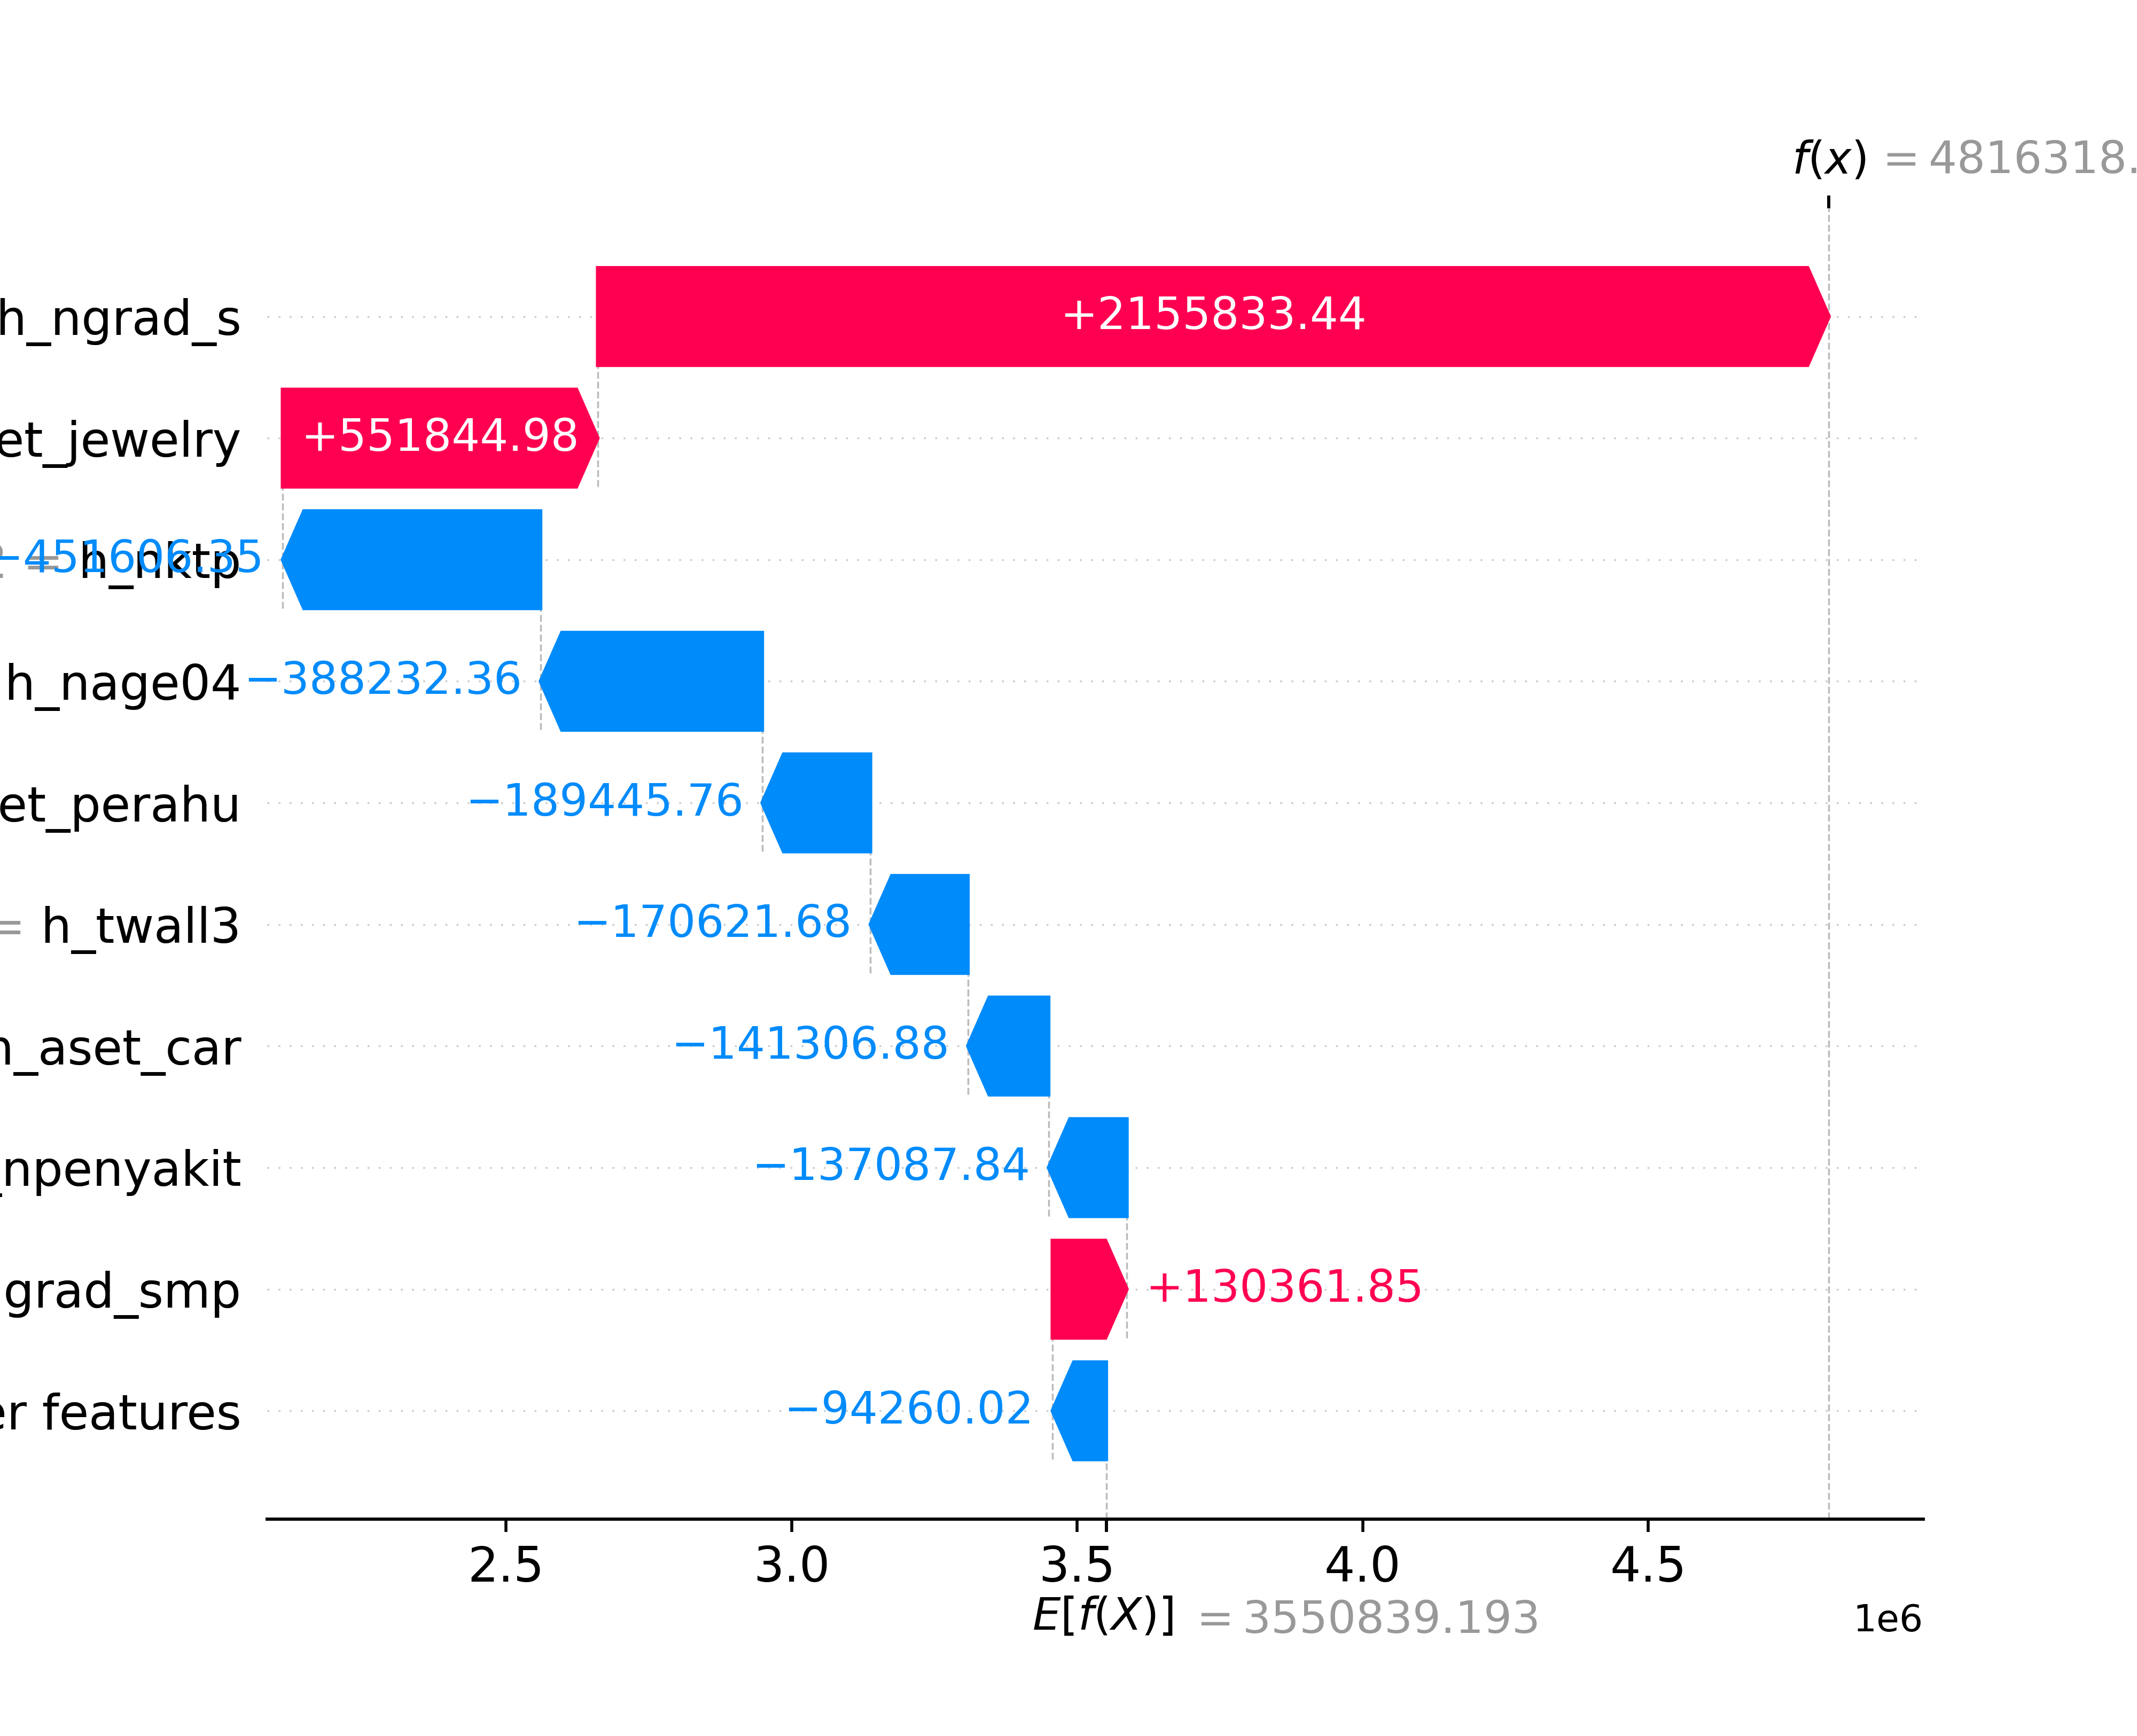 f(x) = 4816318.
h_ngrad_s
+2155833.44
et_jewelry
+551844.98
= h_nktp
−451606.35
h_nage04
−388232.36
et_perahu
−189445.76
= h_twall3
−170621.68
h_aset_car
−141306.88
_npenyakit
−137087.84
grad_smp
+130361.85
er features
−94260.02
2.5 3.0 3.5 4.0 4.5
E[f(X)] = 3550839.193
1e6